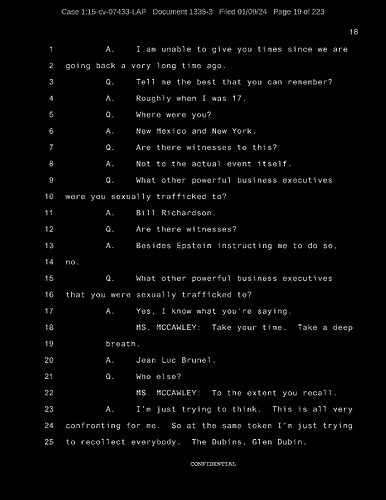 Case 1:15-cv-07433-LAP Document 1335-3 Filed 01/09/24 Page 19 of 223
18
1 A. I am unable to give you times since we are
2 going back a very long time ago.
3 Q. Tell me the best that you can remember?
4 A. Roughly when I was 17.
5 Q. Where were you?
6 A. New Mexico and New York.
7 Q. Are there witnesses to this?
8 A. Not to the actual event itself.
9 Q. What other powerful business executives
10 were you sexually trafficked to?
11 A. Bill Richardson.
12 Q. Are there witnesses?
13 A. Besides Epstein instructing me to do so,
14 no.
15 Q. What other powerful business executives
16 that you were sexually trafficked to?
17 A. Yes, I know what you're saying.
18 MS. MCCAWLEY: Take your time. Take a deep
19 breath.
20 A. Jean Luc Brunel.
21 Q. Who else?
22 MS. MCCAWLEY: To the extent you recall.
23 A. I'm just trying to think. This is all very
24 confronting for me. So at the same token I'm just trying
25 to recollect everybody. The Dubins, Glen Dubin.
CONFIDENTIAL